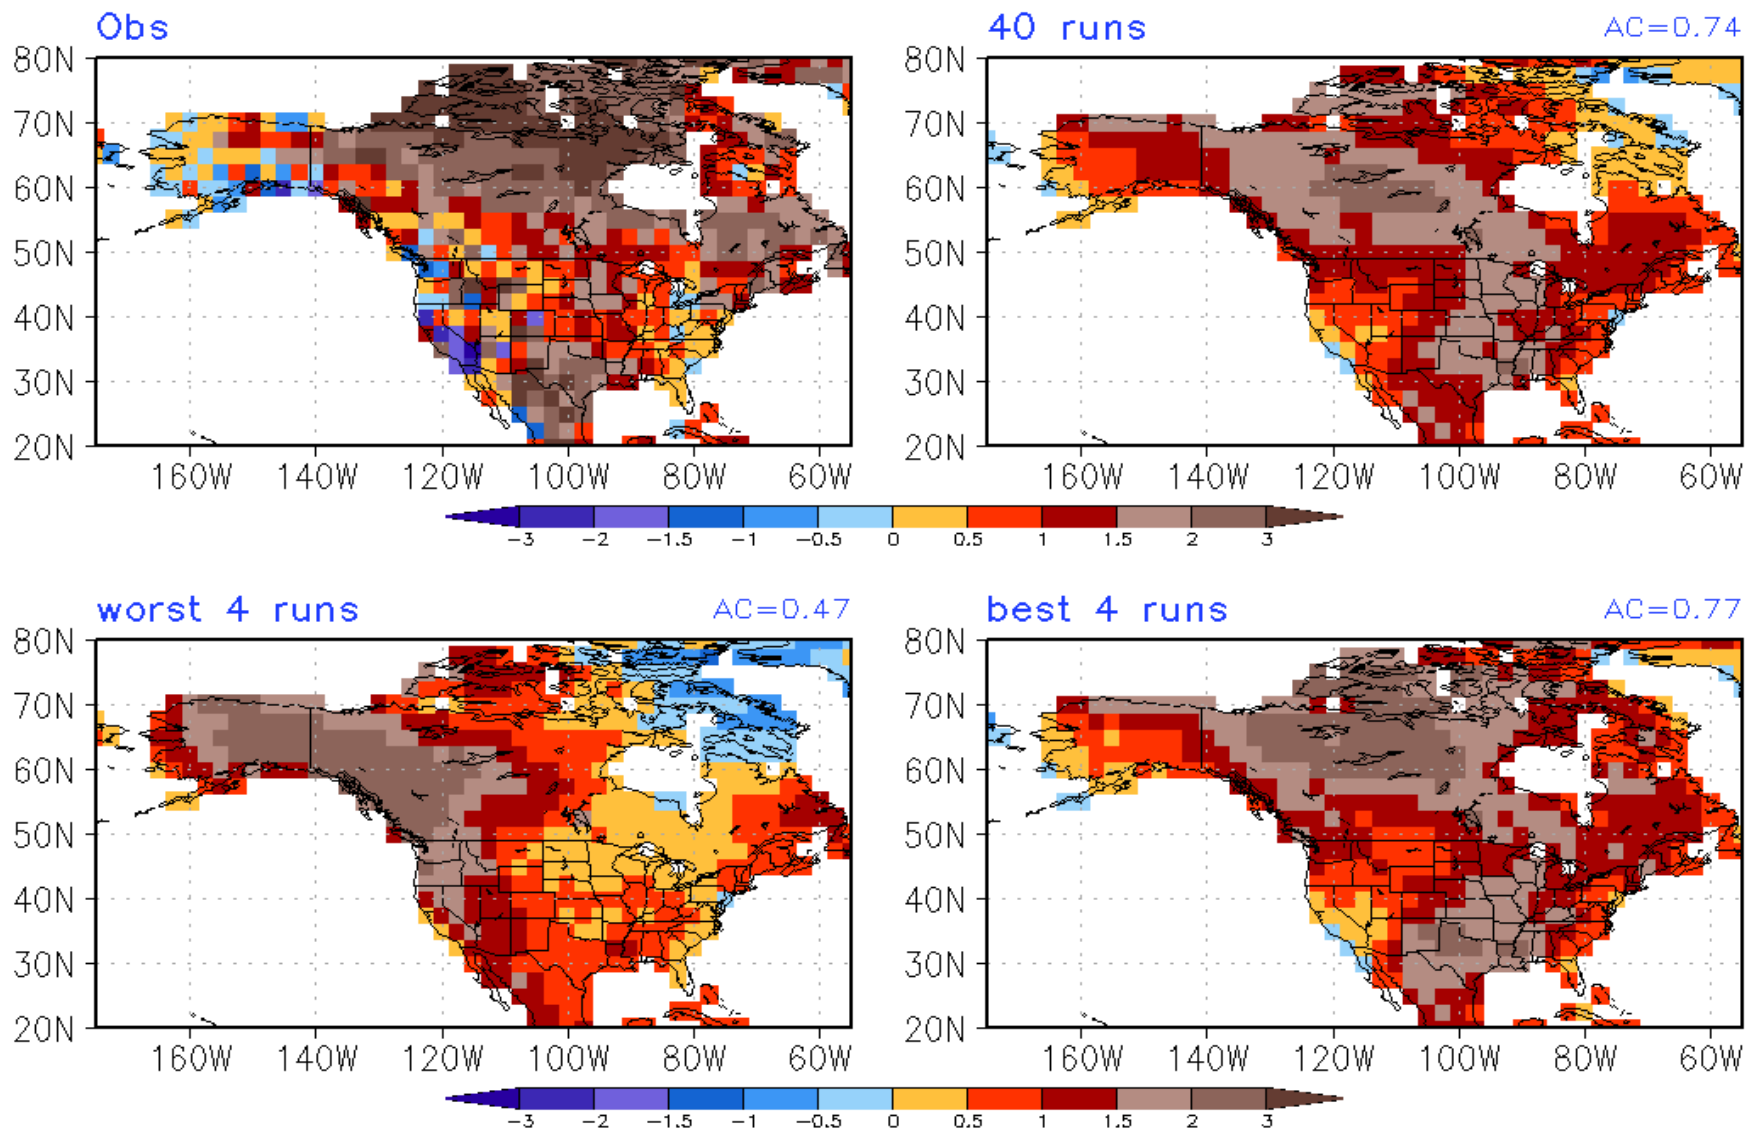 Obs
40 runs AC=0.74
80N 80N
70N 70N
60N 60N
50N 50N
40N 40N
30N 30N
20N 20N
160W 140W 120W 100W 80W 60W 160W 140W 120W 100W 80W 60W
-3 -2 -1.5 -1 -0.5 0 0.5 1 1.5 2 3
worst 4 runs AC=0.47
best 4 runs AC=0.77
80N 80N
70N 70N
60N 60N
50N 50N
40N 40N
30N 30N
20N 20N
160W 140W 120W 100W 80W 60W 160W 140W 120W 100W 80W 60W
-3 -2 -1.5 -1 -0.5 0 0.5 1 1.5 2 3